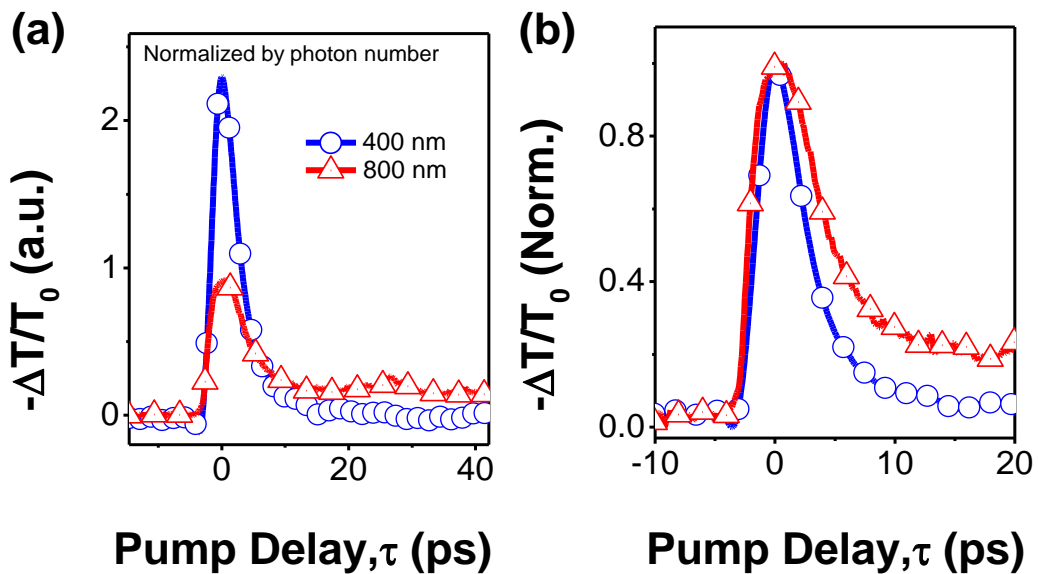 (a)
Normalized by photon number
400 nm
800 nm
2
1
0
-ΔT/T₀ (a.u.)
0
20
40
Pump Delay,τ (ps)
(b)
0.8
0.4
0.0
-ΔT/T₀ (Norm.)
-10
0
10
20
Pump Delay,τ (ps)